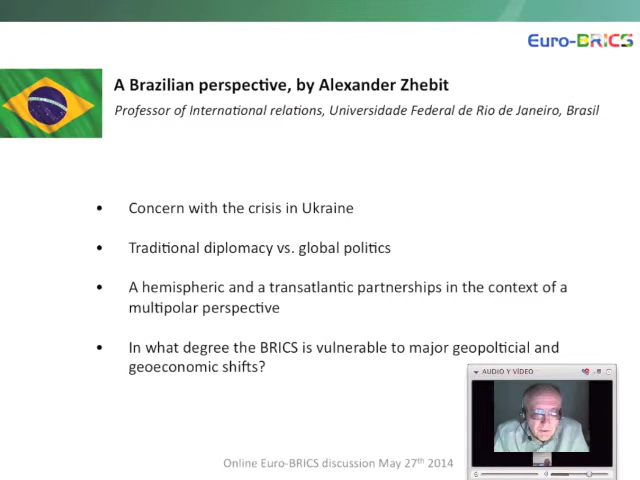 Euro-BRICS
A Brazilian perspective, by Alexander Zhebit
Professor of International relations, Universidade Federal de Rio de Janeiro, Brasil
• Concern with the crisis in Ukraine
• Traditional diplomacy vs. global politics
• A hemispheric and a transatlantic partnerships in the context of a
multipolar perspective
• In what degree the BRICS is vulnerable to major geopolticial and
geoeconomic shifts?
AUDIO Y VÍDEO
Online Euro-BRICS discussion May 27th 2014